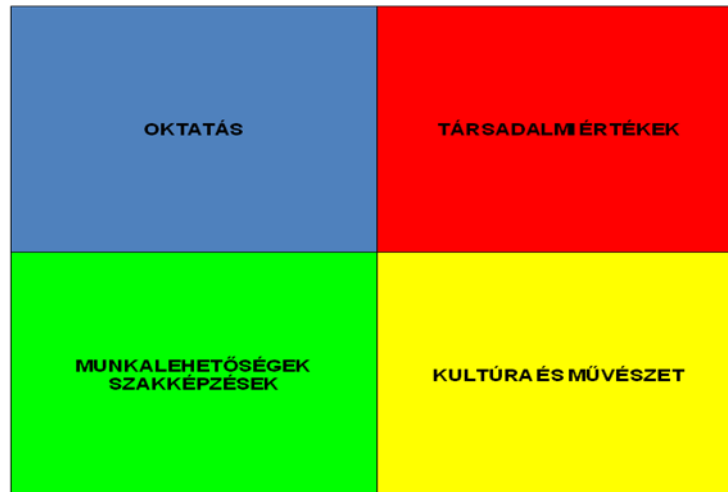 OKTATÁS
TÁRSADALMI ÉRTÉKEK
MUNKALEHETŐSÉGEK
SZAKKÉPZÉSEK
KULTÚRA ÉS MŰVÉSZET